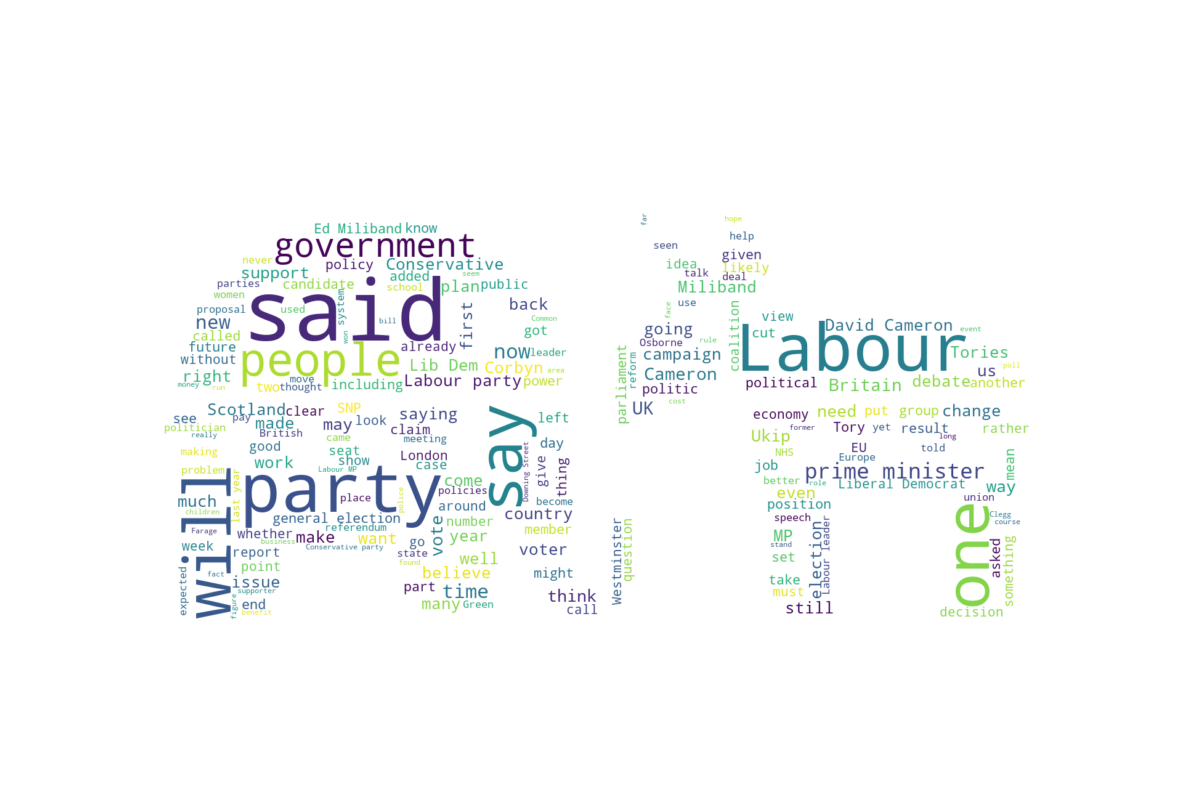 Ed Miliband
know
government
never
policy
Conservative
support
added
seem
parties
candidate
school
plan
public
women
proposal
used
system
said
bill
first
back
Common
new
won
called
got
future
already
now
leader
without
people
Lib Dem
Corbyn
area
right
move
money
two
thought
run
including
Labour party
power
far
hope
help
seen
given
idea
talk
likely
deal
Miliband
use
face
coalition
view
going
cut
David Cameron
event
Osborne
rule
Labour
campaign
Tories
parliament
reform
Cameron
us
poll
politic
political
Britain
debate
another
cost
UK
see
Scotland
clear
SNP
saying
left
pay
made
may
look
claim
politician
really
British
came
meeting
day
making
good
seat
London
say
Downing Street
give
thing
problem
work
show
case
Labour MP
come
will
last year
party
place
police
policies
become
much
children
around
country
general election
number
member
Farage
referendum
vote
whether
make
want
year
business
week
report
Conservative party
go
state
well
voter
point
found
fact
issue
believe
might
expected
supporter
part
time
think
figure
end
benefit
many
Green
call
economy
need
put
group
change
former
Tory
yet
result
rather
Ukip
long
NHS
EU
told
Europe
job
prime minister
mean
better
role
Liberal Democrat
way
even
union
position
one
Clegg
speech
course
MP
stand
election
Labour leader
asked
something
Westminster
question
set
take
must
still
decision